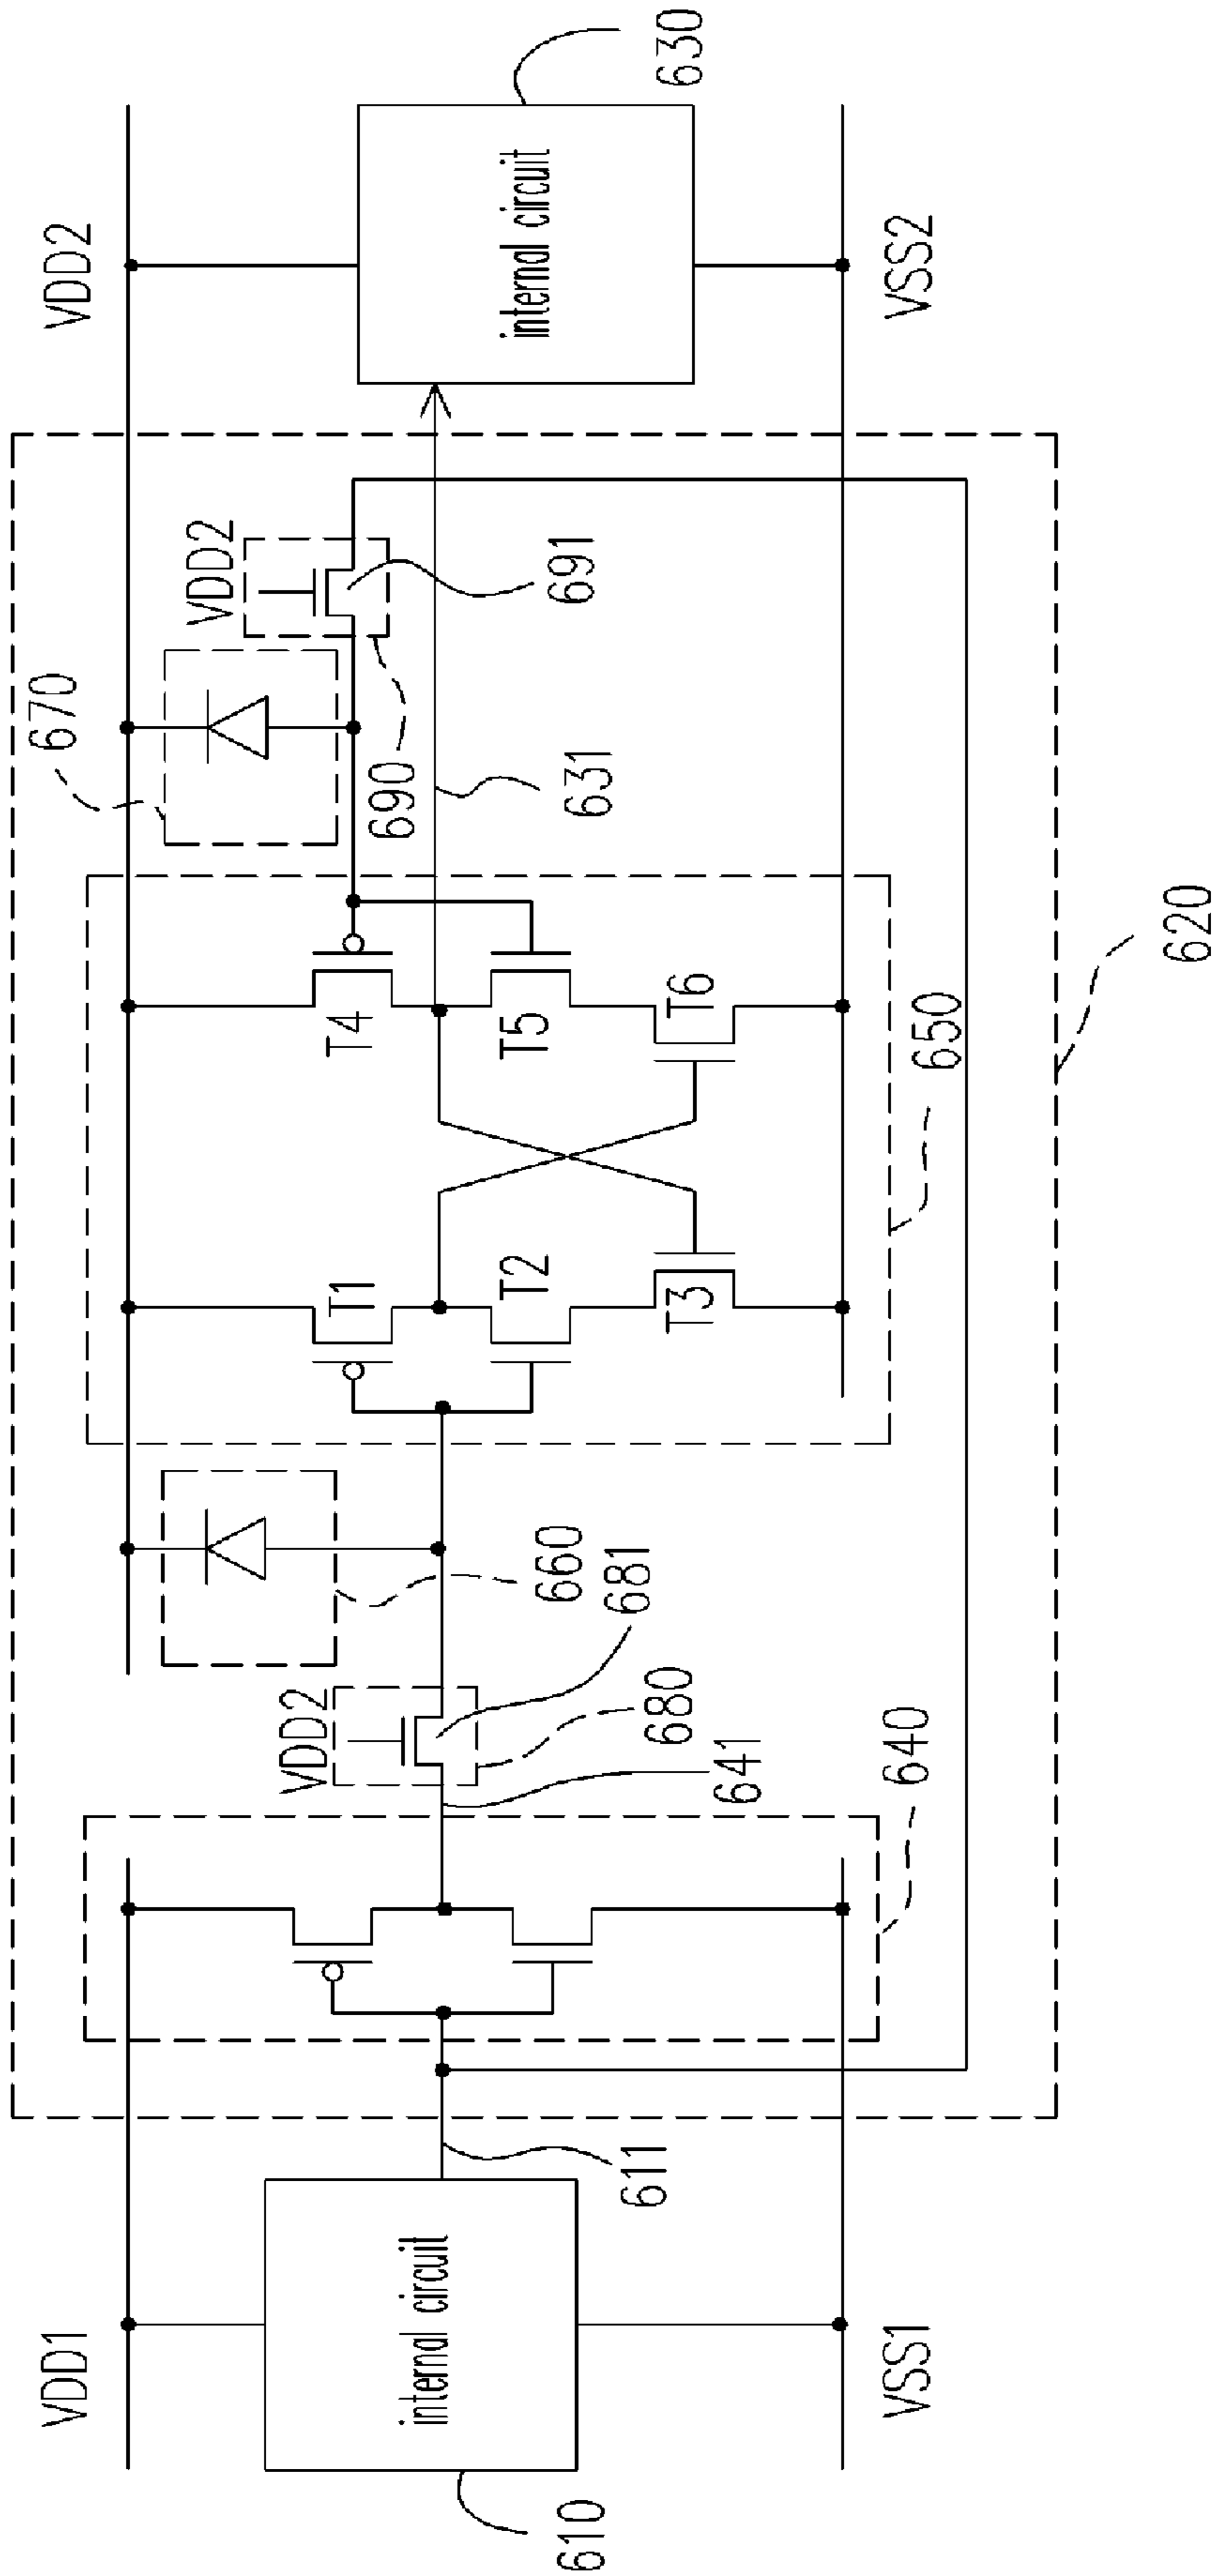 VDD1
VDD2
670
VDD2
VDD2
690
691
630
internal circuit
internal circuit
T1
T4
631
660
681
T2
T5
T3
T6
680
641
610
611
VSS1
640
650
VSS2
620